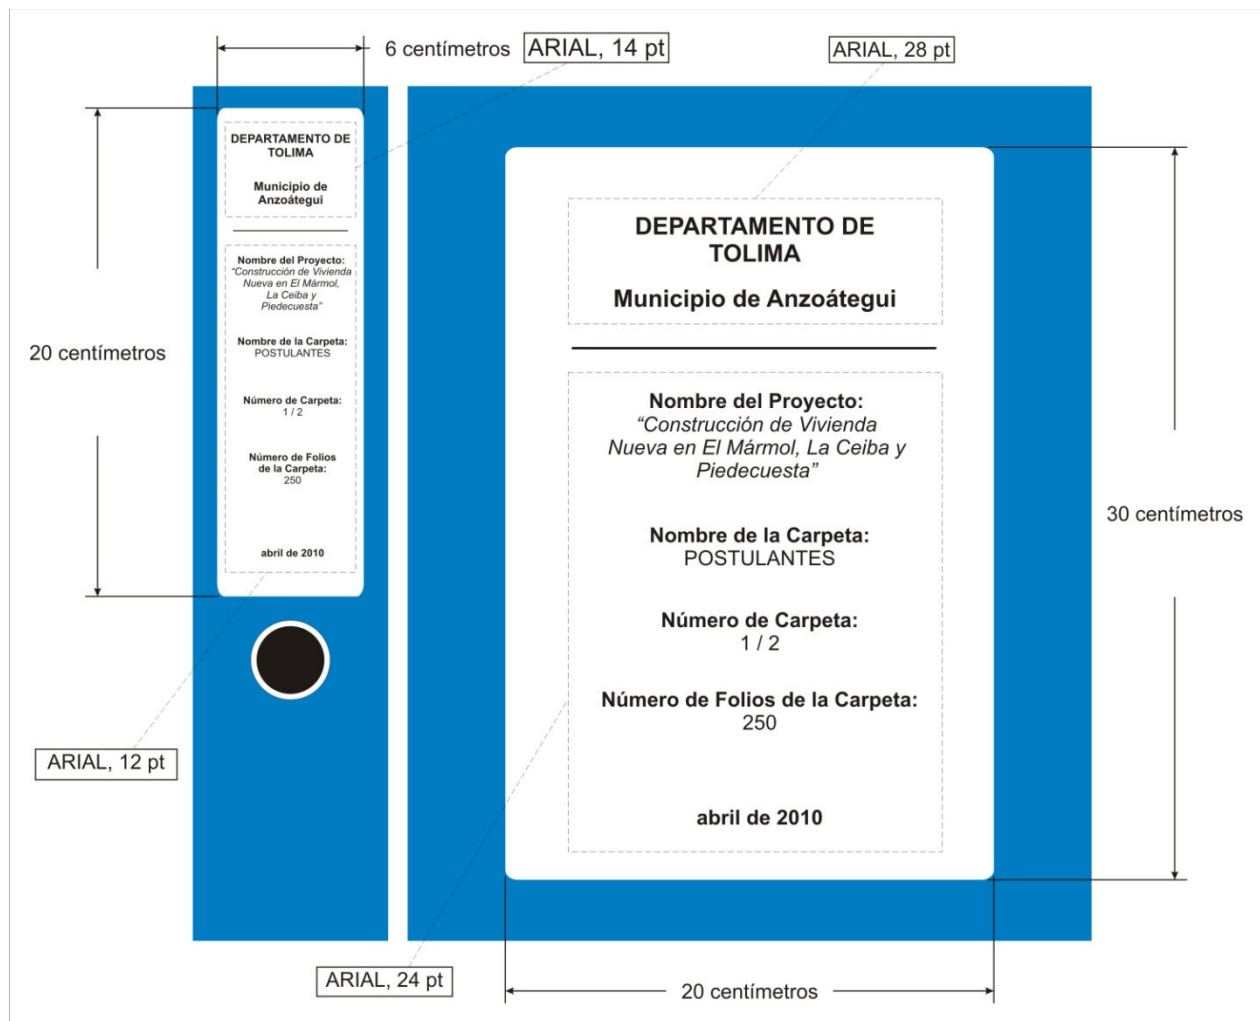 6 centímetros
ARIAL, 14 pt
ARIAL, 28 pt
DEPARTAMENTO DE
TOLIMA
Municipio de
Anzoátegui
Nombre del Proyecto:
“Construcción de Vivienda
Nueva en El Mármol,
La Ceiba y
Piedecuesta”
Nombre de la Carpeta:
POSTULANTES
Número de Carpeta:
1 / 2
Número de Folios
de la Carpeta:
250
abril de 2010
20 centímetros
ARIAL, 12 pt
DEPARTAMENTO DE
TOLIMA
Municipio de Anzoátegui
Nombre del Proyecto:
“Construcción de Vivienda
Nueva en El Mármol, La Ceiba y
Piedecuesta”
Nombre de la Carpeta:
POSTULANTES
Número de Carpeta:
1 / 2
Número de Folios de la Carpeta:
250
abril de 2010
30 centímetros
ARIAL, 24 pt
20 centímetros